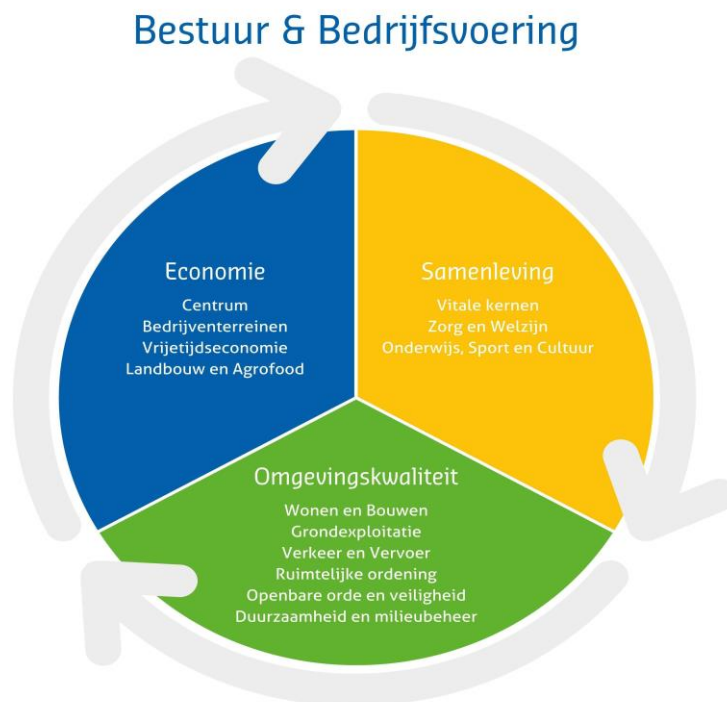 Bestuur & Bedrijfsvoering
Economie
Centrum
Bedrijventerreinen
Vrijetijdseconomie
Landbouw en Agrofood
Samenleving
Vitale kernen
Zorg en Welzijn
Onderwijs, Sport en Cultuur
Omgevingskwaliteit
Wonen en Bouwen
Grondexploitatie
Verkeer en Vervoer
Ruimtelijke ordening
Openbare orde en veiligheid
Duurzaamheid en milieubeheer